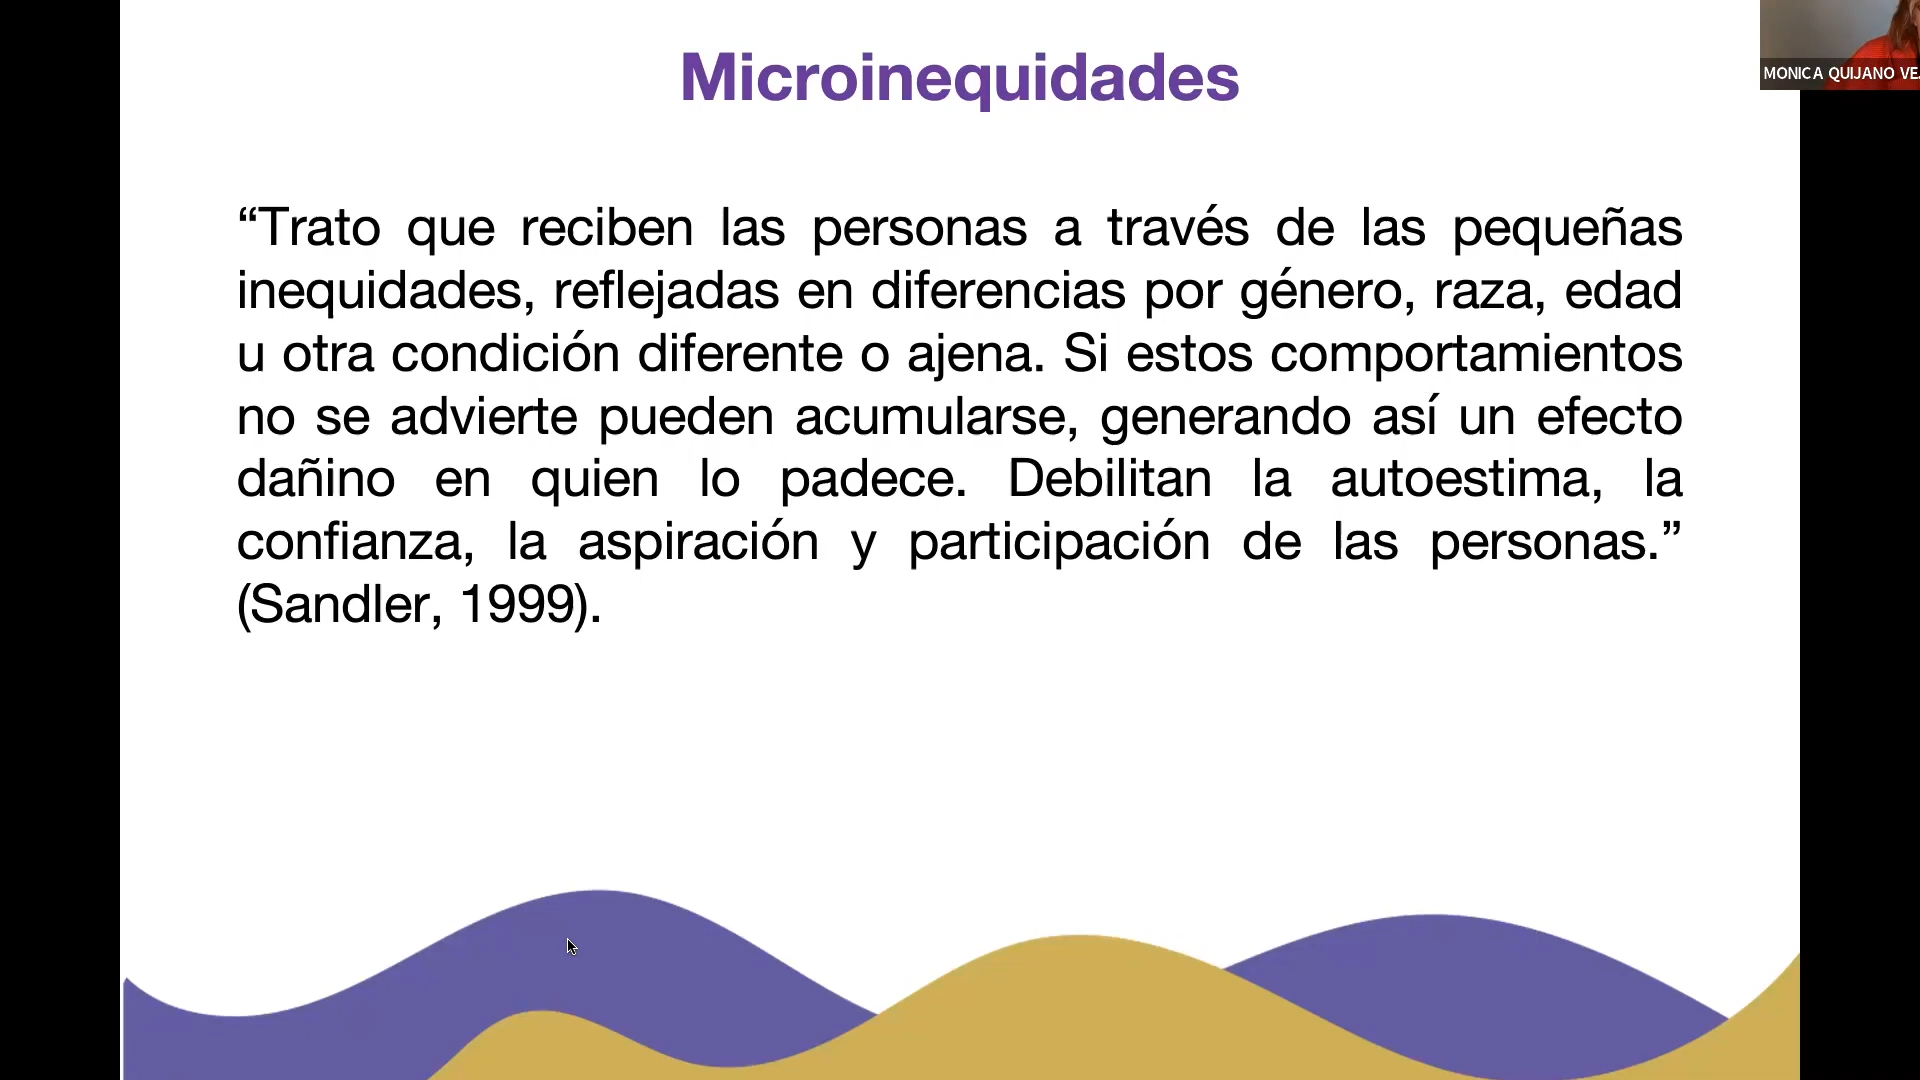 Microinequidades
MONICA QUIJANO VE
“Trato que reciben las personas a través de las pequeñas
inequidades, reflejadas en diferencias por género, raza, edad
u otra condición diferente o ajena. Si estos comportamientos
no se advierte pueden acumularse, generando así un efecto
dañino en quien lo padece. Debilitan la autoestima, la
confianza, la aspiración y participación de las personas.”
(Sandler, 1999).